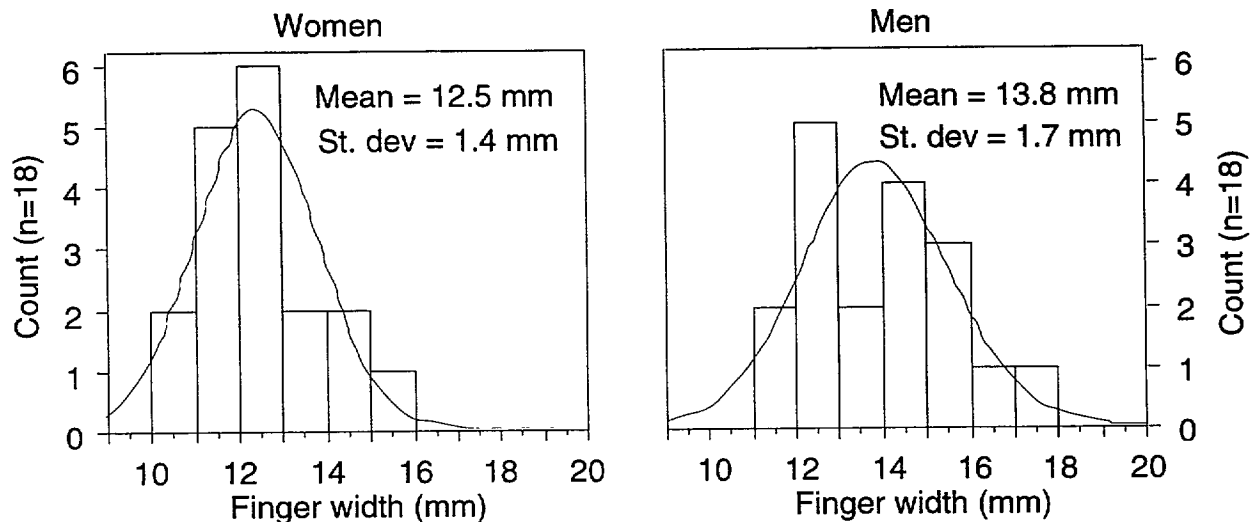 Women
Count (n=18)
6
5
4
3
2
1
0
Mean = 12.5 mm
St. dev = 1.4 mm
10 12 14 16 18 20
Finger width (mm)
Men
Mean = 13.8 mm
St. dev = 1.7 mm
6
5
4
3
2
1
0
Count (n=18)
10 12 14 16 18 20
Finger width (mm)